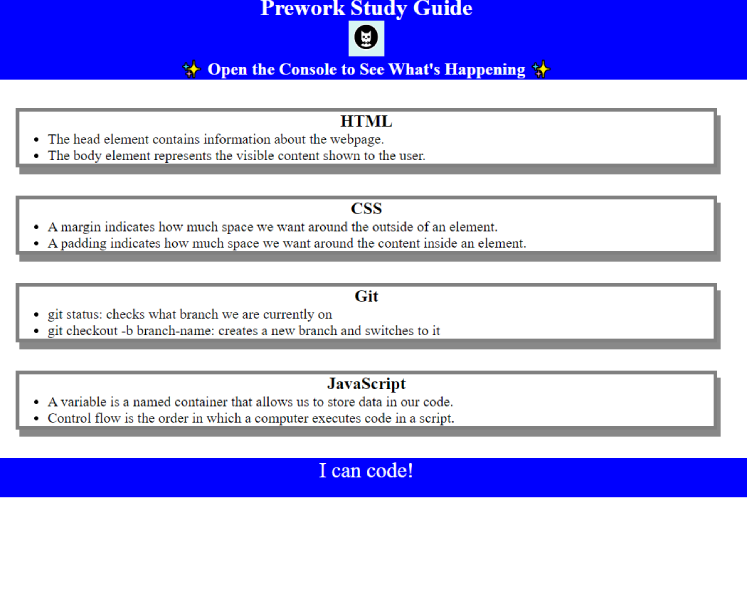 Prework Study Guide
✨ Open the Console to See What's Happening ✨
HTML
• The head element contains information about the webpage.
• The body element represents the visible content shown to the user.
CSS
• A margin indicates how much space we want around the outside of an element.
• A padding indicates how much space we want around the content inside an element.
Git
• git status: checks what branch we are currently on
• git checkout -b branch-name: creates a new branch and switches to it
JavaScript
• A variable is a named container that allows us to store data in our code.
• Control flow is the order in which a computer executes code in a script.
I can code!